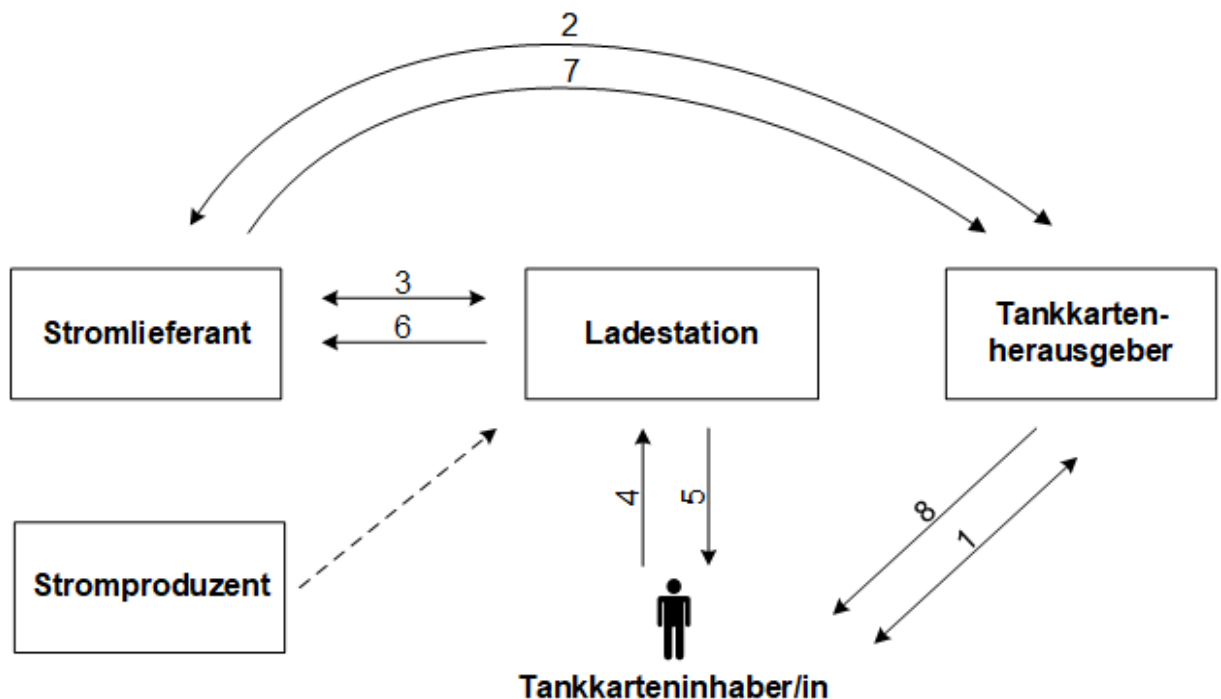 2
7
3
6
Stromlieferant
Ladestation
Tankkarten-
herausgeber
4
5
8
1
Stromproduzent
Tankkarteninhaber/in